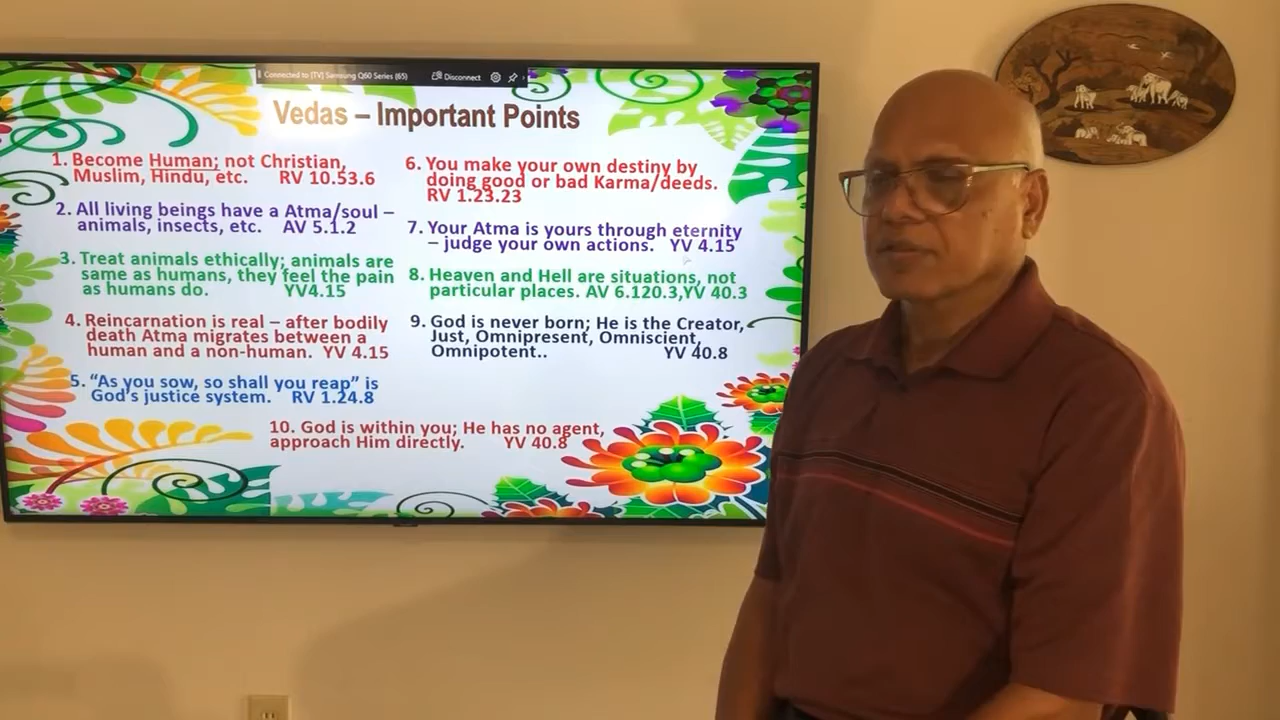 Connected to [TV] Samsung Q60 Series (65) Disconnect
Vedas – Important Points
1. Become Human; not Christian,
Muslim, Hindu, etc. RV 10.53.6
2. All living beings have a Atma/soul –
animals, insects, etc. AV 5.1.2
3. Treat animals ethically; animals are
same as humans, they feel the pain
as humans do. YV4.15
4. Reincarnation is real – after bodily
death Atma migrates between a
human and a non-human. YV 4.15
5. “As you sow, so shall you reap” is
God’s justice system. RV 1.24.8
6. You make your own destiny by
doing good or bad Karma/deeds.
RV 1.23.23
7. Your Atma is yours through eternity
– judge your own actions. YV 4.15
8. Heaven and Hell are situations, not
particular places. AV 6.120.3,YV 40.3
9. God is never born; He is the Creator,
Just, Omnipresent, Omniscient,
Omnipotent.. YV 40.8
10. God is within you; He has no agent,
approach Him directly. YV 40.8